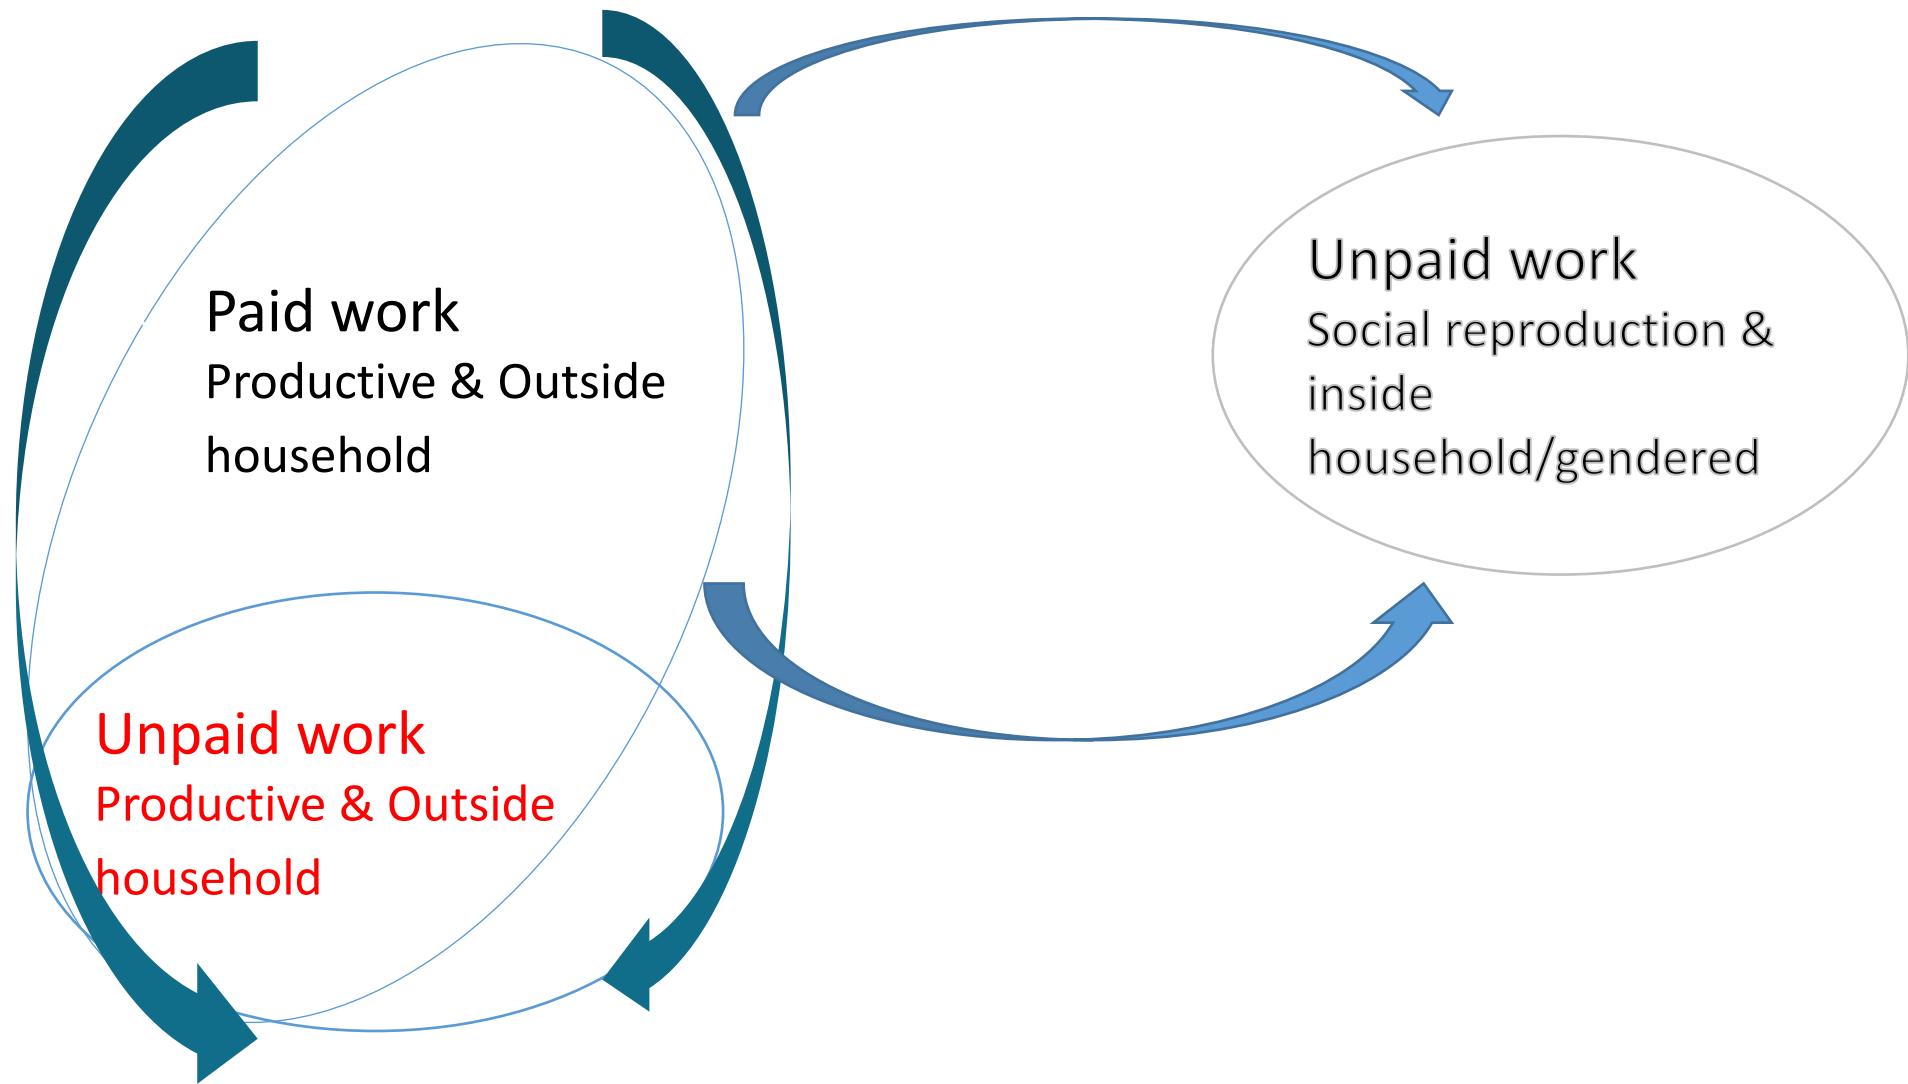 Paid work
Productive & Outside
household
Unpaid work
Productive & Outside
household
Unpaid work
Social reproduction &
inside
household/gendered